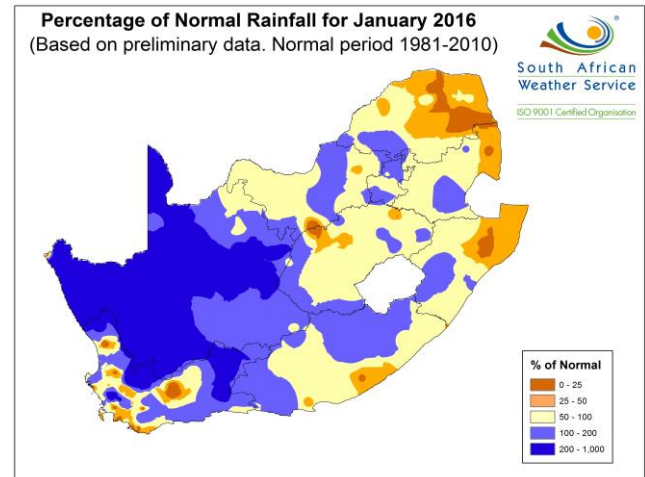 Percentage of Normal Rainfall for January 2016
(Based on preliminary data. Normal period 1981-2010)
South African
Weather Service
ISO 9001 Certified Organisation
% of Normal
0 - 25
25 - 50
50 - 100
100 - 200
200 - 1,000